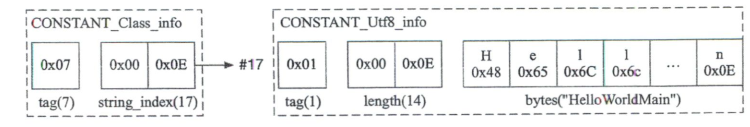 CONSTANT_Class_info
0x07 0x00 0x0E
tag(7) string_index(17)
#17
CONSTANT_Utf8_info
0x01 0x00 0x0E H 0x48 e 0x65 l 0x6C l 0x6c … n 0x0E
tag(1) length(14) bytes("HelloWorldMain")